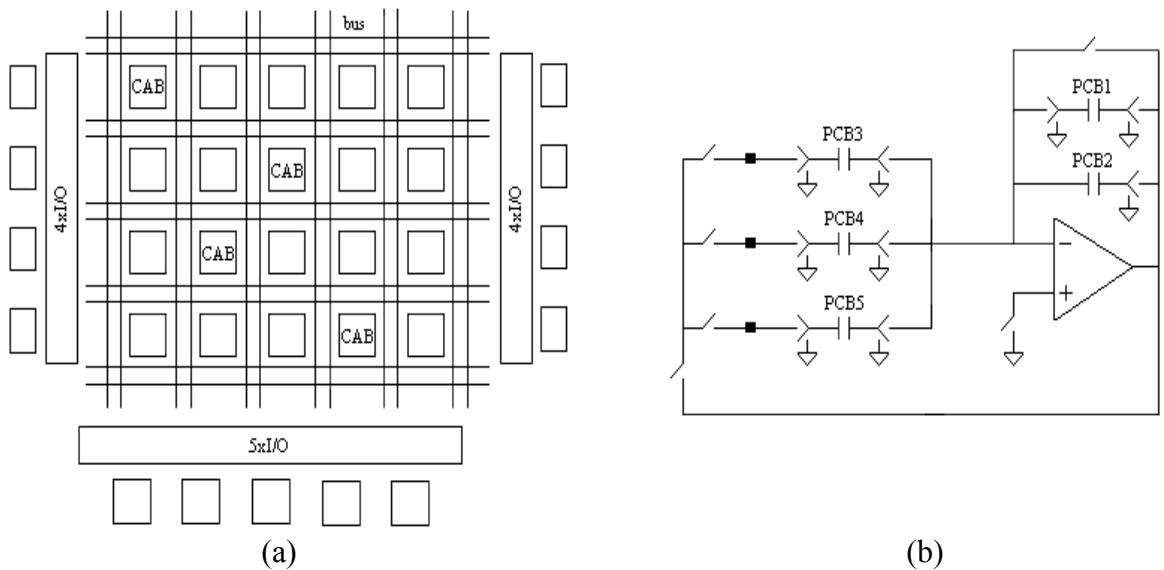 bus
CAB
CAB
CAB
CAB
4xI/O
4xI/O
5xI/O
(a)
PCB1
PCB2
PCB3
PCB4
PCB5
−
+
(b)